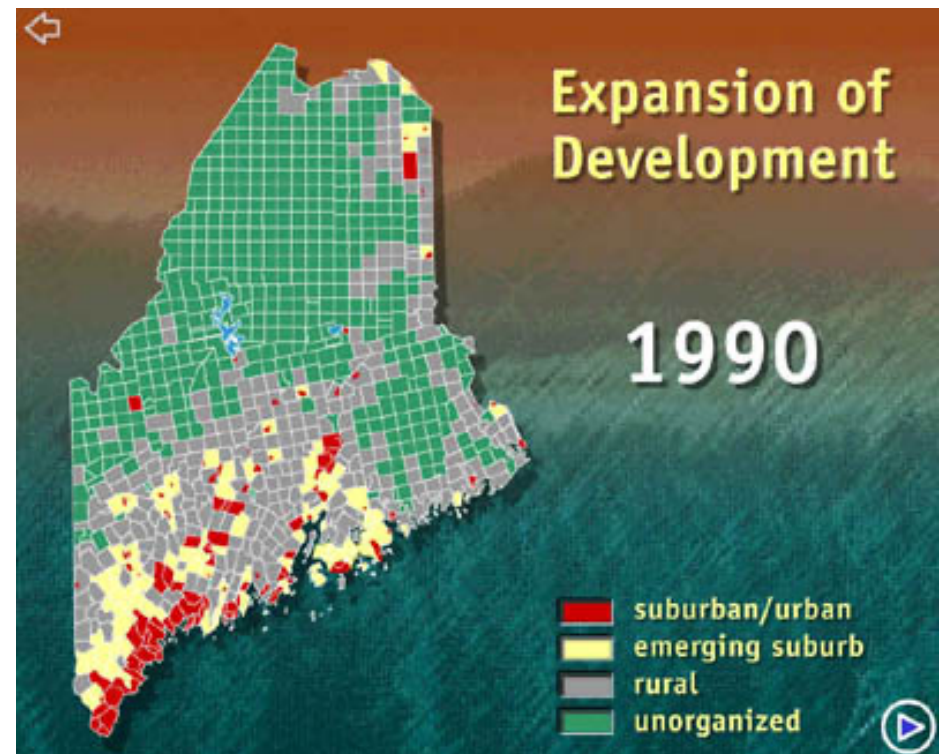 Expansion of
Development
1990
suburban/urban
emerging suburb
rural
unorganized